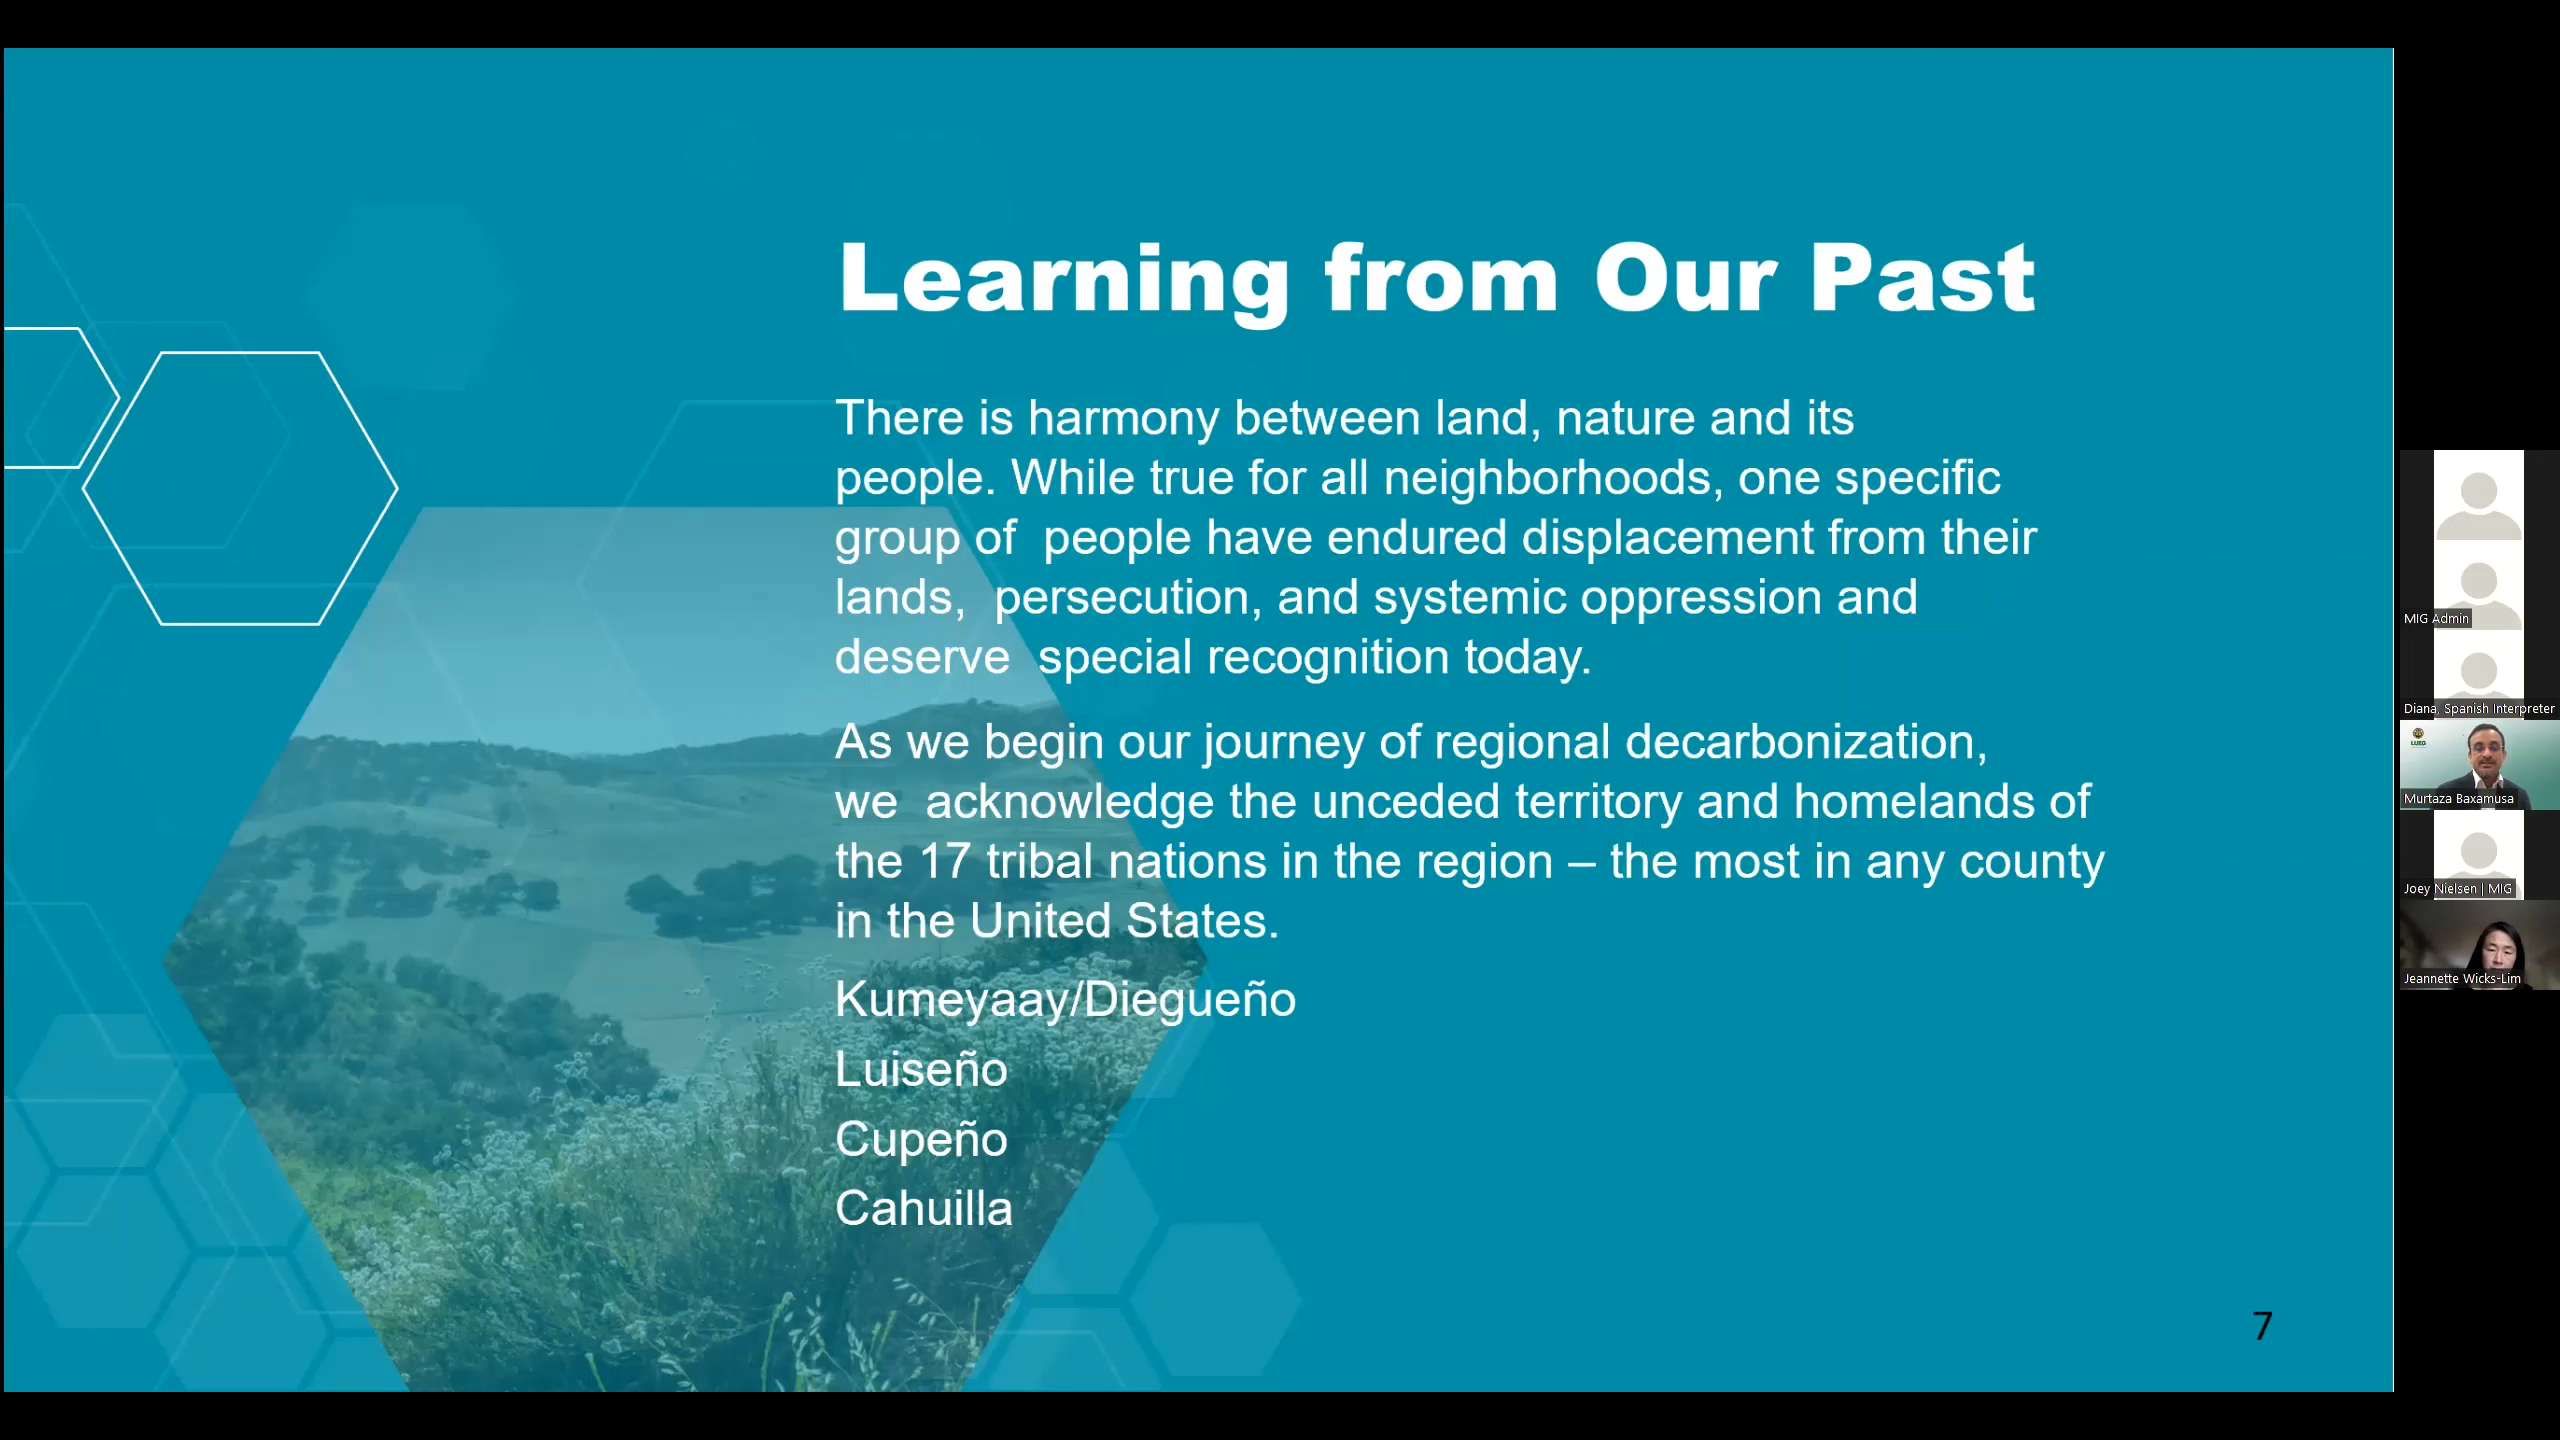 Learning from Our Past
There is harmony between land, nature and its
people. While true for all neighborhoods, one specific
group of  people have endured displacement from their
lands,  persecution, and systemic oppression and
deserve  special recognition today.
As we begin our journey of regional decarbonization,
we  acknowledge the unceded territory and homelands of
the 17 tribal nations in the region – the most in any county
in the United States.
Kumeyaay/Diegueño
Luiseño
Cupeño
Cahuilla
7
MIG Admin
Diana, Spanish Interpreter
LUEG
Murtaza Baxamusa
Joey Nielsen | MIG
Jeannette Wicks-Lim